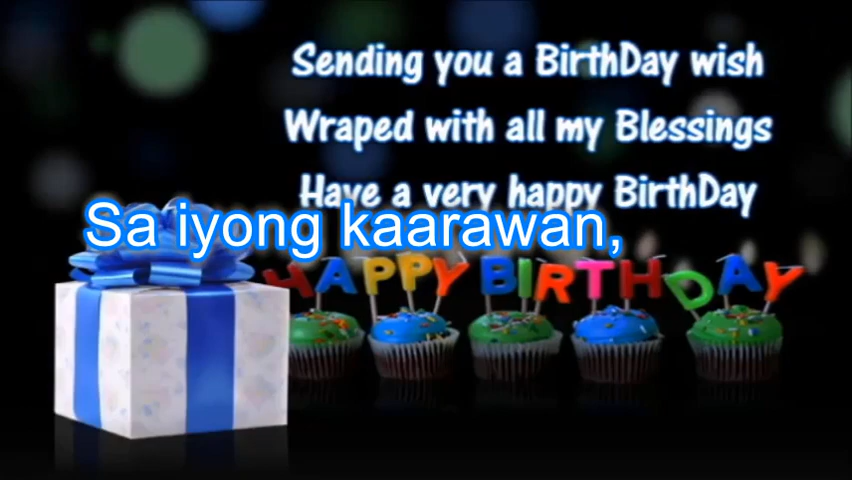 Sending you a BirthDay wish
Wraped with all my Blessings
Have a very happy BirthDay
Sa iyong kaarawan,
HAPPY BIRTHDAY